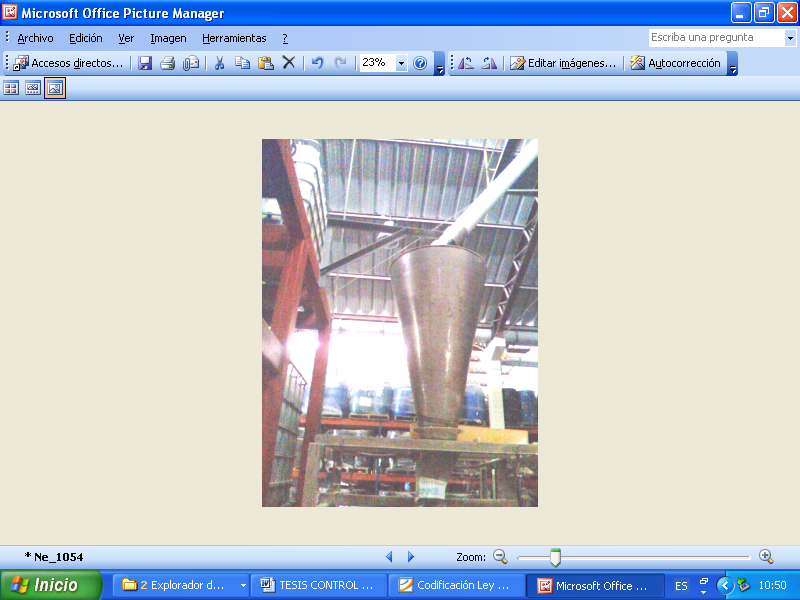 Microsoft Office Picture Manager
Archivo Edición Ver Imagen Herramientas ? Escriba una pregunta
Accesos directos... 23% Editar imágenes... Autocorrección
* Ne_1054 Zoom:
Inicio 2 Explorador d... TESIS CONTROL ... Codificación Ley ... Microsoft Office ... ES 10:50